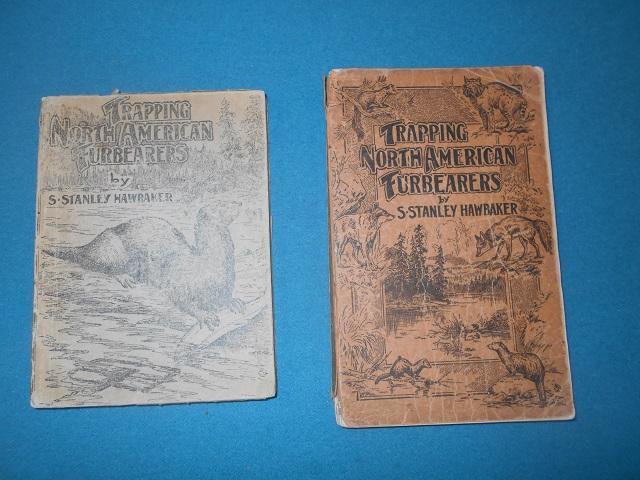 TRAPPING
NORTH AMERICAN
FURBEARERS
by
S. STANLEY HAWBAKER
TRAPPING
NORTH AMERICAN
FURBEARERS
by
S. STANLEY HAWBAKER